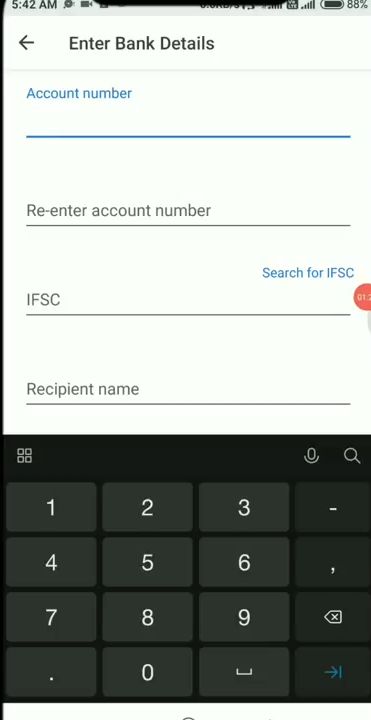 5:42 AM 88%
Enter Bank Details
Account number
Re-enter account number
Search for IFSC
IFSC
Recipient name
1 2 3 -
4 5 6 ,
7 8 9
. 0